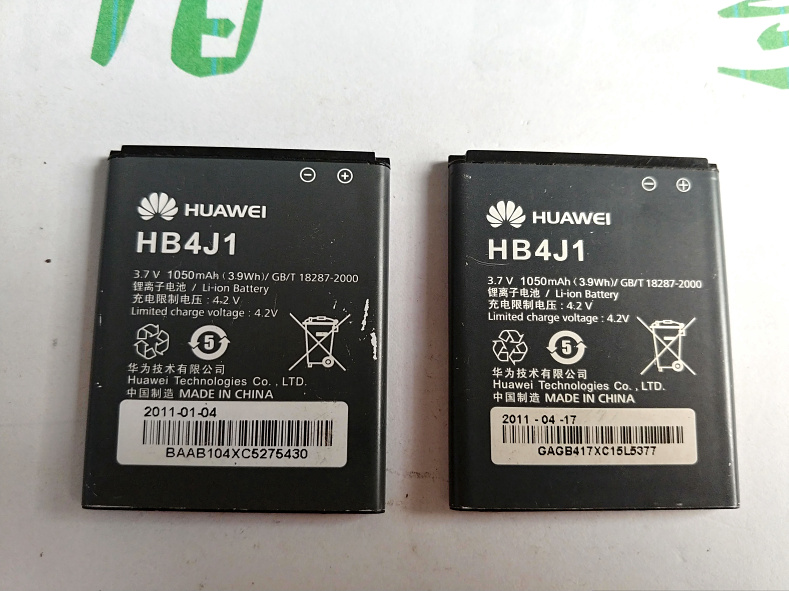 HUAWEI
HB4J1
3.7 V 1050mAh (3.9Wh)/ GB/T 18287-2000
锂离子电池 / Li-ion Battery
充电限制电压 : 4.2 V
Limited charge voltage : 4.2V
5
华为技术有限公司
Huawei Technologies Co. , LTD.
中国制造 MADE IN CHINA
2011-01-04
BAAB104XC5275430
HUAWEI
HB4J1
3.7 V 1050mAh (3.9Wh)/ GB/T 18287-2000
锂离子电池 / Li-ion Battery
充电限制电压 : 4.2 V
Limited charge voltage : 4.2V
5
华为技术有限公司
Huawei Technologies Co. , LTD.
中国制造 MADE IN CHINA
2011 - 04 -17
GAGB417XC15L5377